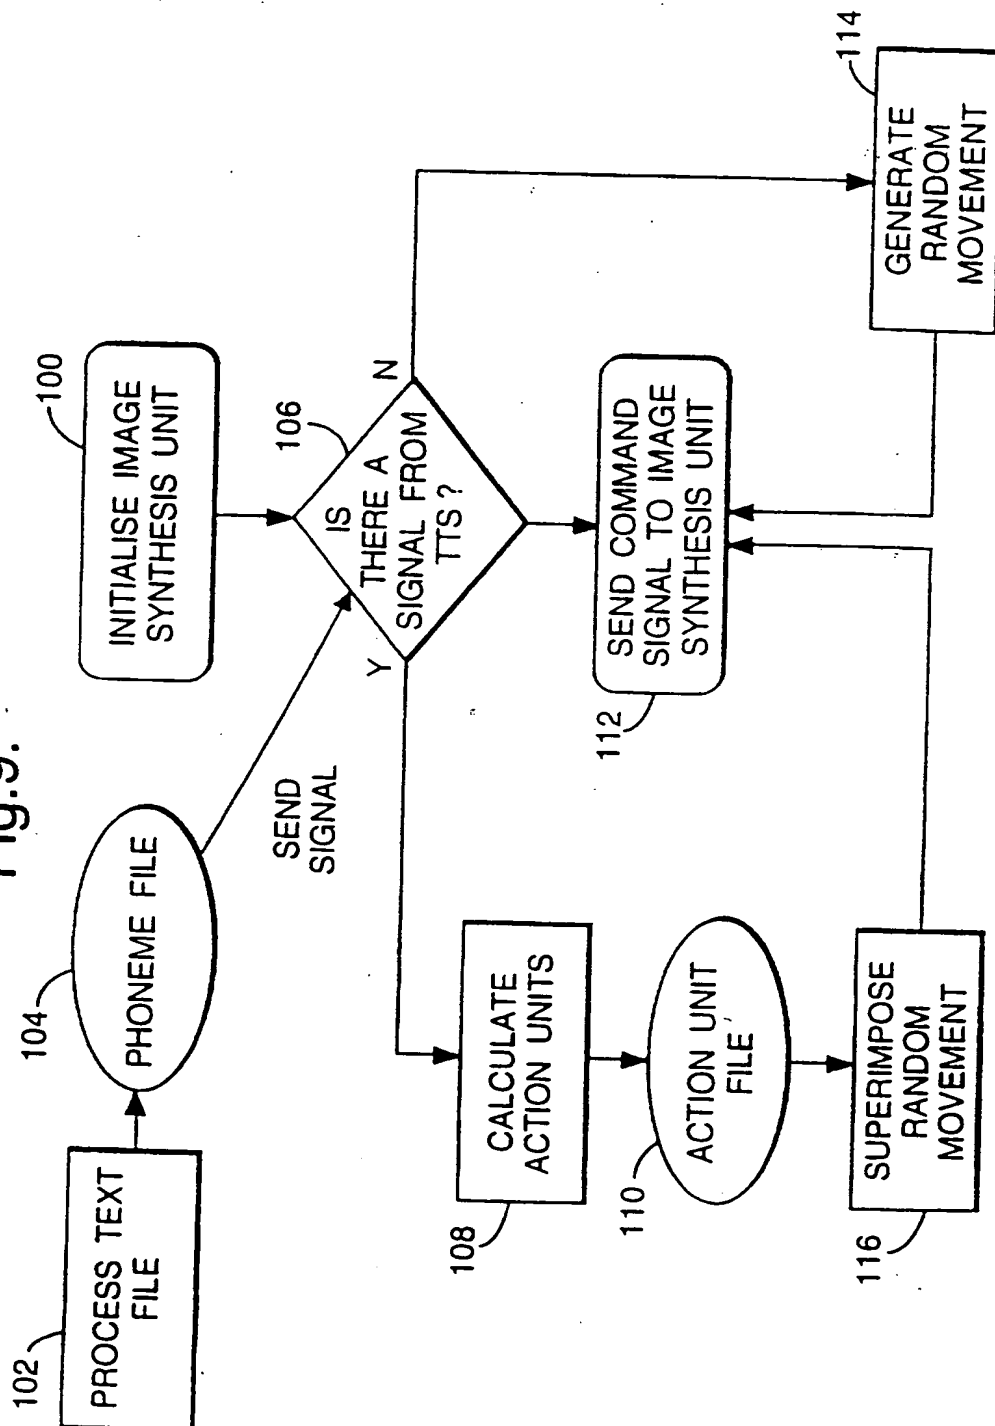 Fig.9.
102
PROCESS TEXT
FILE
104
PHONEME FILE
SEND
SIGNAL
100
INITIALISE IMAGE
SYNTHESIS UNIT
106
IS
THERE A
SIGNAL FROM
TTS ?
Y
N
108
CALCULATE
ACTION UNITS
110
ACTION UNIT
FILE
112
SEND COMMAND
SIGNAL TO IMAGE
SYNTHESIS UNIT
114
GENERATE
RANDOM
MOVEMENT
116
SUPERIMPOSE
RANDOM
MOVEMENT